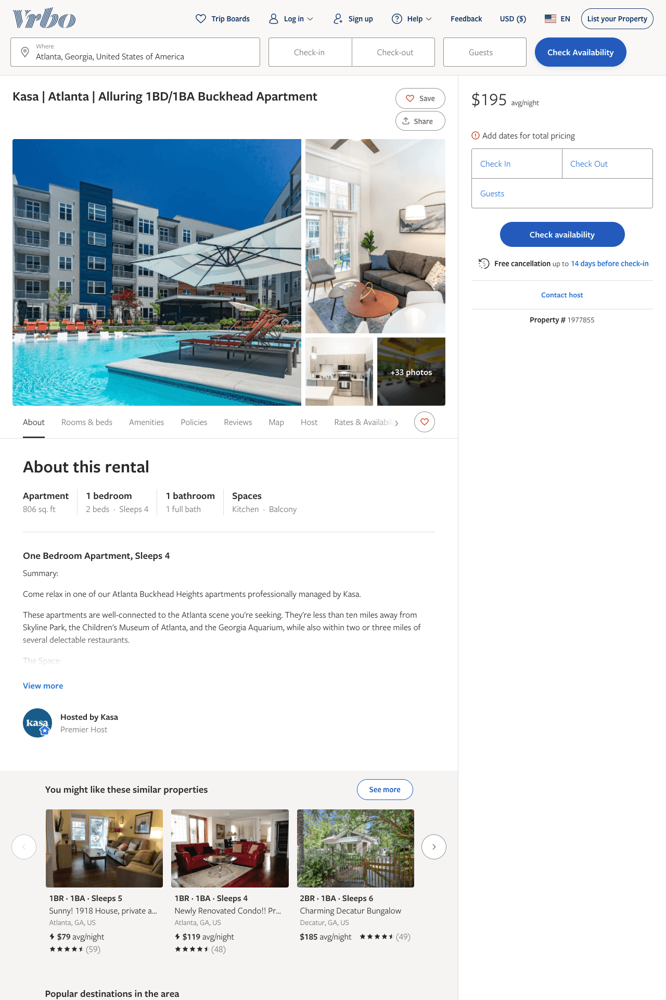 Vrbo
Trip Boards
Log in
Sign up
Help
Feedback
USD ($)
EN
List your Property
Where
Atlanta, Georgia, United States of America
Check-in
Check-out
Guests
Check Availability
Kasa | Atlanta | Alluring 1BD/1BA Buckhead Apartment
Save
Share
+33 photos
$195 avg/night
Add dates for total pricing
Check In
Check Out
Guests
Check availability
Free cancellation up to 14 days before check-in
Contact host
Property # 1977855
About
Rooms & beds
Amenities
Policies
Reviews
Map
Host
Rates & Availabili
About this rental
Apartment
806 sq. ft
1 bedroom
2 beds · Sleeps 4
1 bathroom
1 full bath
Spaces
Kitchen · Balcony
One Bedroom Apartment, Sleeps 4
Summary:
Come relax in one of our Atlanta Buckhead Heights apartments professionally managed by Kasa.
These apartments are well-connected to the Atlanta scene you're seeking. They're less than ten miles away from
Skyline Park, the Children's Museum of Atlanta, and the Georgia Aquarium, while also within two or three miles of
several delectable restaurants.
The Space:
View more
kasa
Hosted by Kasa
Premier Host
You might like these similar properties
See more
1BR · 1BA · Sleeps 5
Sunny! 1918 House, private a...
Atlanta, GA, US
$79 avg/night
(59)
1BR · 1BA · Sleeps 4
Newly Renovated Condo!! Pr...
Atlanta, GA, US
$119 avg/night
(48)
2BR · 1BA · Sleeps 6
Charming Decatur Bungalow
Decatur, GA, US
$185 avg/night
(49)
Popular destinations in the area